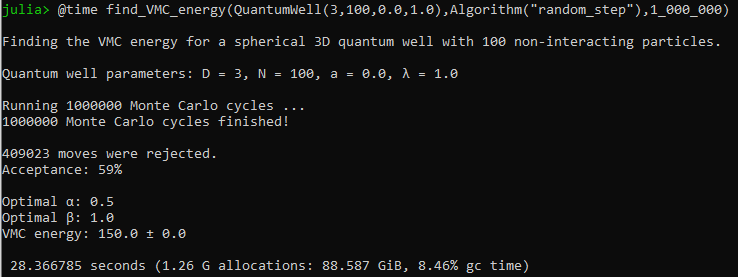 julia> @time find_VMC_energy(QuantumWell(3,100,0.0,1.0),Algorithm("random_step"),1_000_000)
Finding the VMC energy for a spherical 3D quantum well with 100 non-interacting particles.
Quantum well parameters: D = 3, N = 100, a = 0.0, λ = 1.0
Running 1000000 Monte Carlo cycles ...
1000000 Monte Carlo cycles finished!
409023 moves were rejected.
Acceptance: 59%
Optimal α: 0.5
Optimal β: 1.0
VMC energy: 150.0 ± 0.0
28.366785 seconds (1.26 G allocations: 88.587 GiB, 8.46% gc time)